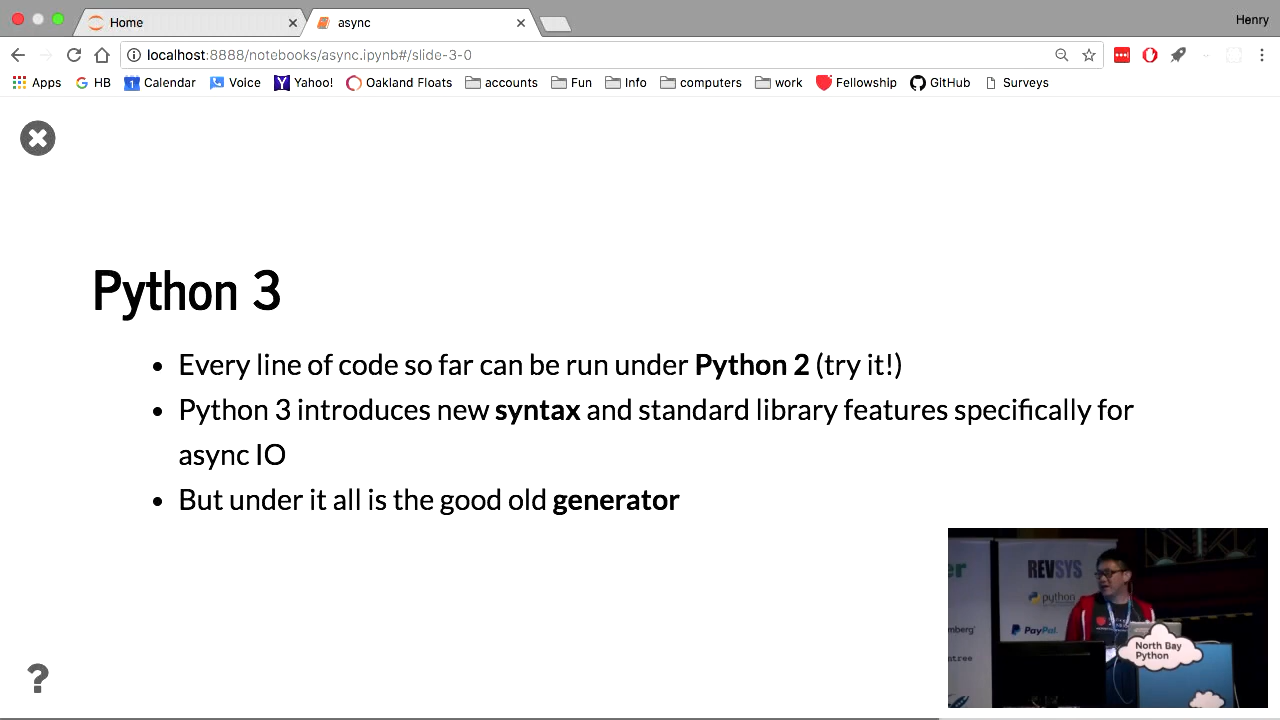 Home
async
Henry
localhost:8888/notebooks/async.ipynb#/slide-3-0
Apps
HB
Calendar
Voice
Yahoo!
Oakland Floats
accounts
Fun
Info
computers
work
Fellowship
GitHub
Surveys
Python 3
Every line of code so far can be run under Python 2 (try it!)
Python 3 introduces new syntax and standard library features specifically for
async IO
But under it all is the good old generator
REVSYS
python
PayPal
North Bay
Python
?